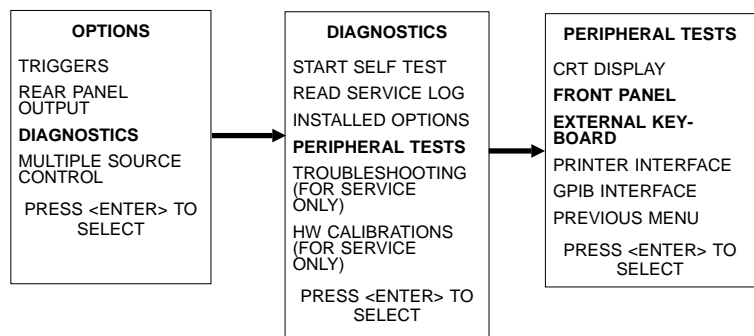 OPTIONS
TRIGGERS
REAR PANEL
OUTPUT
DIAGNOSTICS
MULTIPLE SOURCE
CONTROL
PRESS <ENTER> TO
SELECT
DIAGNOSTICS
START SELF TEST
READ SERVICE LOG
INSTALLED OPTIONS
PERIPHERAL TESTS
TROUBLESHOOTING
(FOR SERVICE
ONLY)
HW CALIBRATIONS
(FOR SERVICE
ONLY)
PRESS <ENTER> TO
SELECT
PERIPHERAL TESTS
CRT DISPLAY
FRONT PANEL
EXTERNAL KEY-
BOARD
PRINTER INTERFACE
GPIB INTERFACE
PREVIOUS MENU
PRESS <ENTER> TO
SELECT